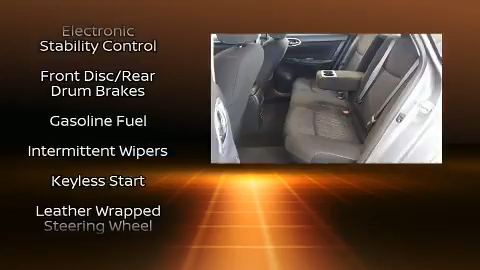 Electronic
Stability Control
Front Disc/Rear
Drum Brakes
Gasoline Fuel
Intermittent Wipers
Keyless Start
Leather Wrapped
Steering Wheel